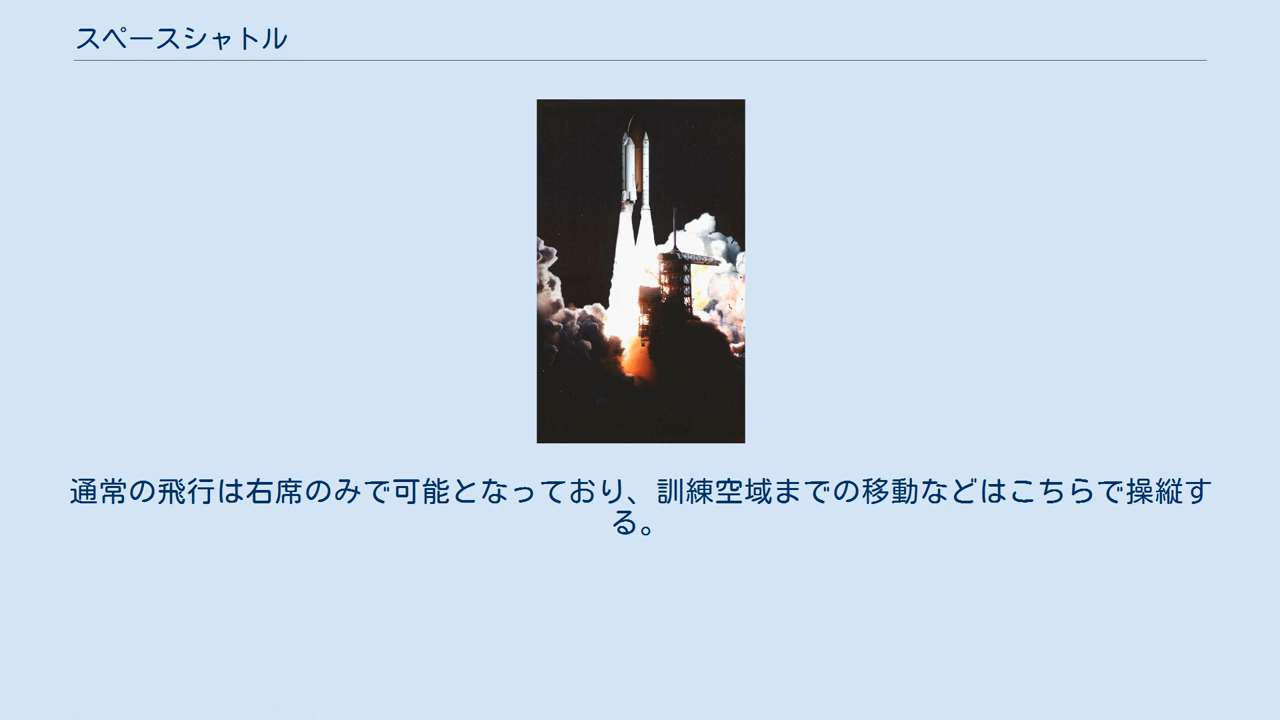 スペースシャトル
通常の飛行は右席のみで可能となっており、訓練空域までの移動などはこちらで操縦す
る。